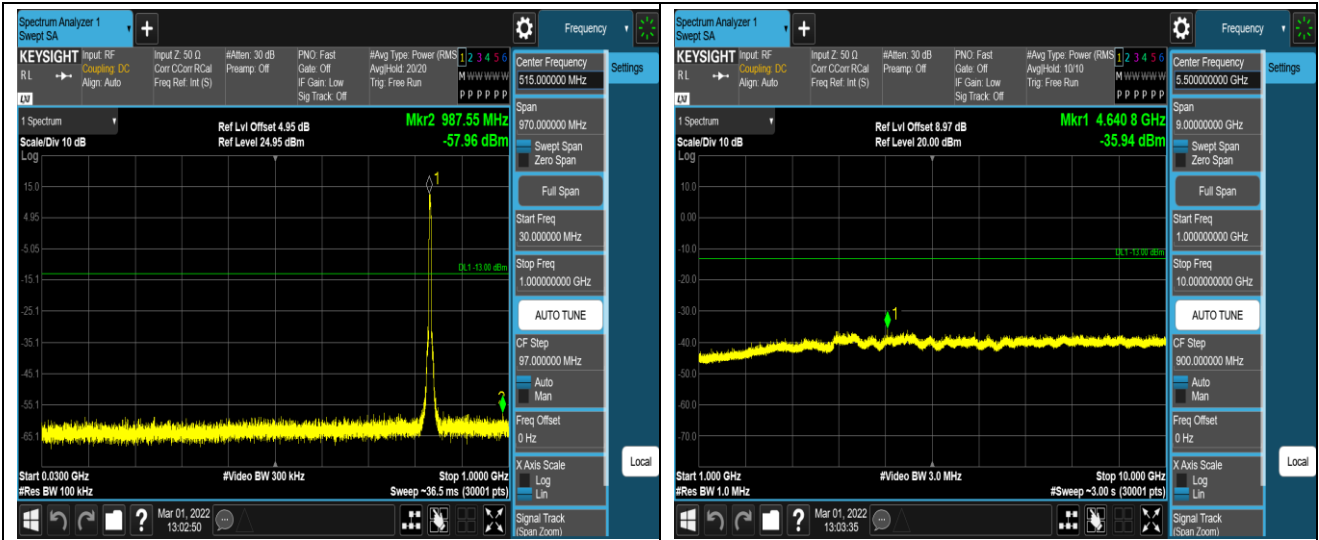 Spectrum Analyzer 1
Swept SA
+
Frequency
KEYSIGHT
RL
LXI
Input: RF
Coupling: DC
Align: Auto
Input Z: 50 Ω
Corr CCorr RCal
Freq Ref: Int (S)
#Atten: 30 dB
Preamp: Off
PNO: Fast
Gate: Off
IF Gain: Low
Sig Track: Off
#Avg Type: Power (RMS
Avg|Hold: 20/20
Trig: Free Run
1 2 3 4 5 6
M W W W W W
P P P P P P
1 Spectrum
Scale/Div 10 dB
Log
Ref Lvl Offset 4.95 dB
Ref Level 24.95 dBm
Mkr2 987.55 MHz
-57.96 dBm
1
15.0
4.95
-5.05
DL1 -13.00 dBm
-15.1
-25.1
-35.1
-45.1
-55.1
2
-65.1
Start 0.0300 GHz
#Res BW 100 kHz
#Video BW 300 kHz
Stop 1.0000 GHz
Sweep ~36.5 ms (30001 pts)
Center Frequency
515.000000 MHz
Settings
Span
970.000000 MHz
Swept Span
Zero Span
Full Span
Start Freq
30.000000 MHz
Stop Freq
1.000000000 GHz
AUTO TUNE
CF Step
97.000000 MHz
Auto
Man
Freq Offset
0 Hz
X Axis Scale
Log
Lin
Local
Signal Track
(Span Zoom)
?
Mar 01, 2022
13:02:50
Spectrum Analyzer 1
Swept SA
+
Frequency
KEYSIGHT
RL
LXI
Input: RF
Coupling: DC
Align: Auto
Input Z: 50 Ω
Corr CCorr RCal
Freq Ref: Int (S)
#Atten: 30 dB
Preamp: Off
PNO: Fast
Gate: Off
IF Gain: Low
Sig Track: Off
#Avg Type: Power (RMS
Avg|Hold: 10/10
Trig: Free Run
1 2 3 4 5 6
M W W W W W
P P P P P P
1 Spectrum
Scale/Div 10 dB
Log
Ref Lvl Offset 8.97 dB
Ref Level 20.00 dBm
Mkr1 4.640 8 GHz
-35.94 dBm
10.0
0.00
-10.0
DL1 -13.00 dBm
-20.0
-30.0
1
-40.0
-50.0
-60.0
-70.0
Start 1.000 GHz
#Res BW 1.0 MHz
#Video BW 3.0 MHz
Stop 10.000 GHz
#Sweep ~3.00 s (30001 pts)
Center Frequency
5.500000000 GHz
Settings
Span
9.00000000 GHz
Swept Span
Zero Span
Full Span
Start Freq
1.000000000 GHz
Stop Freq
10.000000000 GHz
AUTO TUNE
CF Step
900.000000 MHz
Auto
Man
Freq Offset
0 Hz
X Axis Scale
Log
Lin
Local
Signal Track
(Span Zoom)
?
Mar 01, 2022
13:03:35